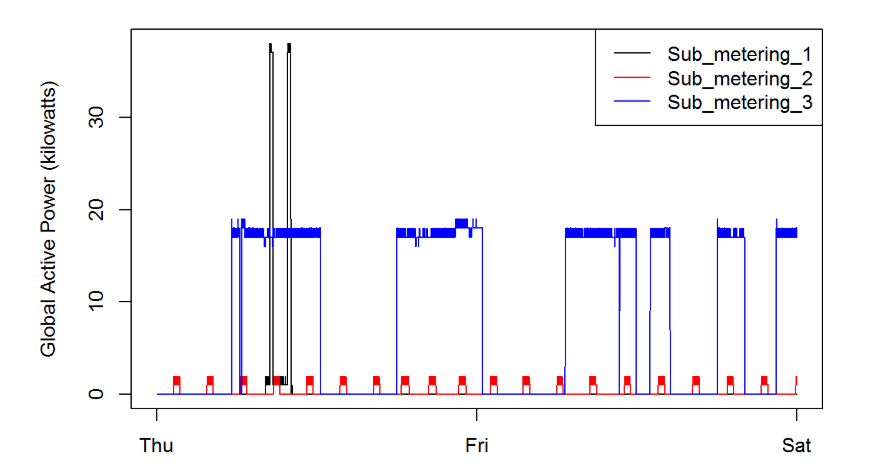 Sub_metering_1
Sub_metering_2
Sub_metering_3
Global Active Power (kilowatts)
30
20
10
0
Thu Fri Sat